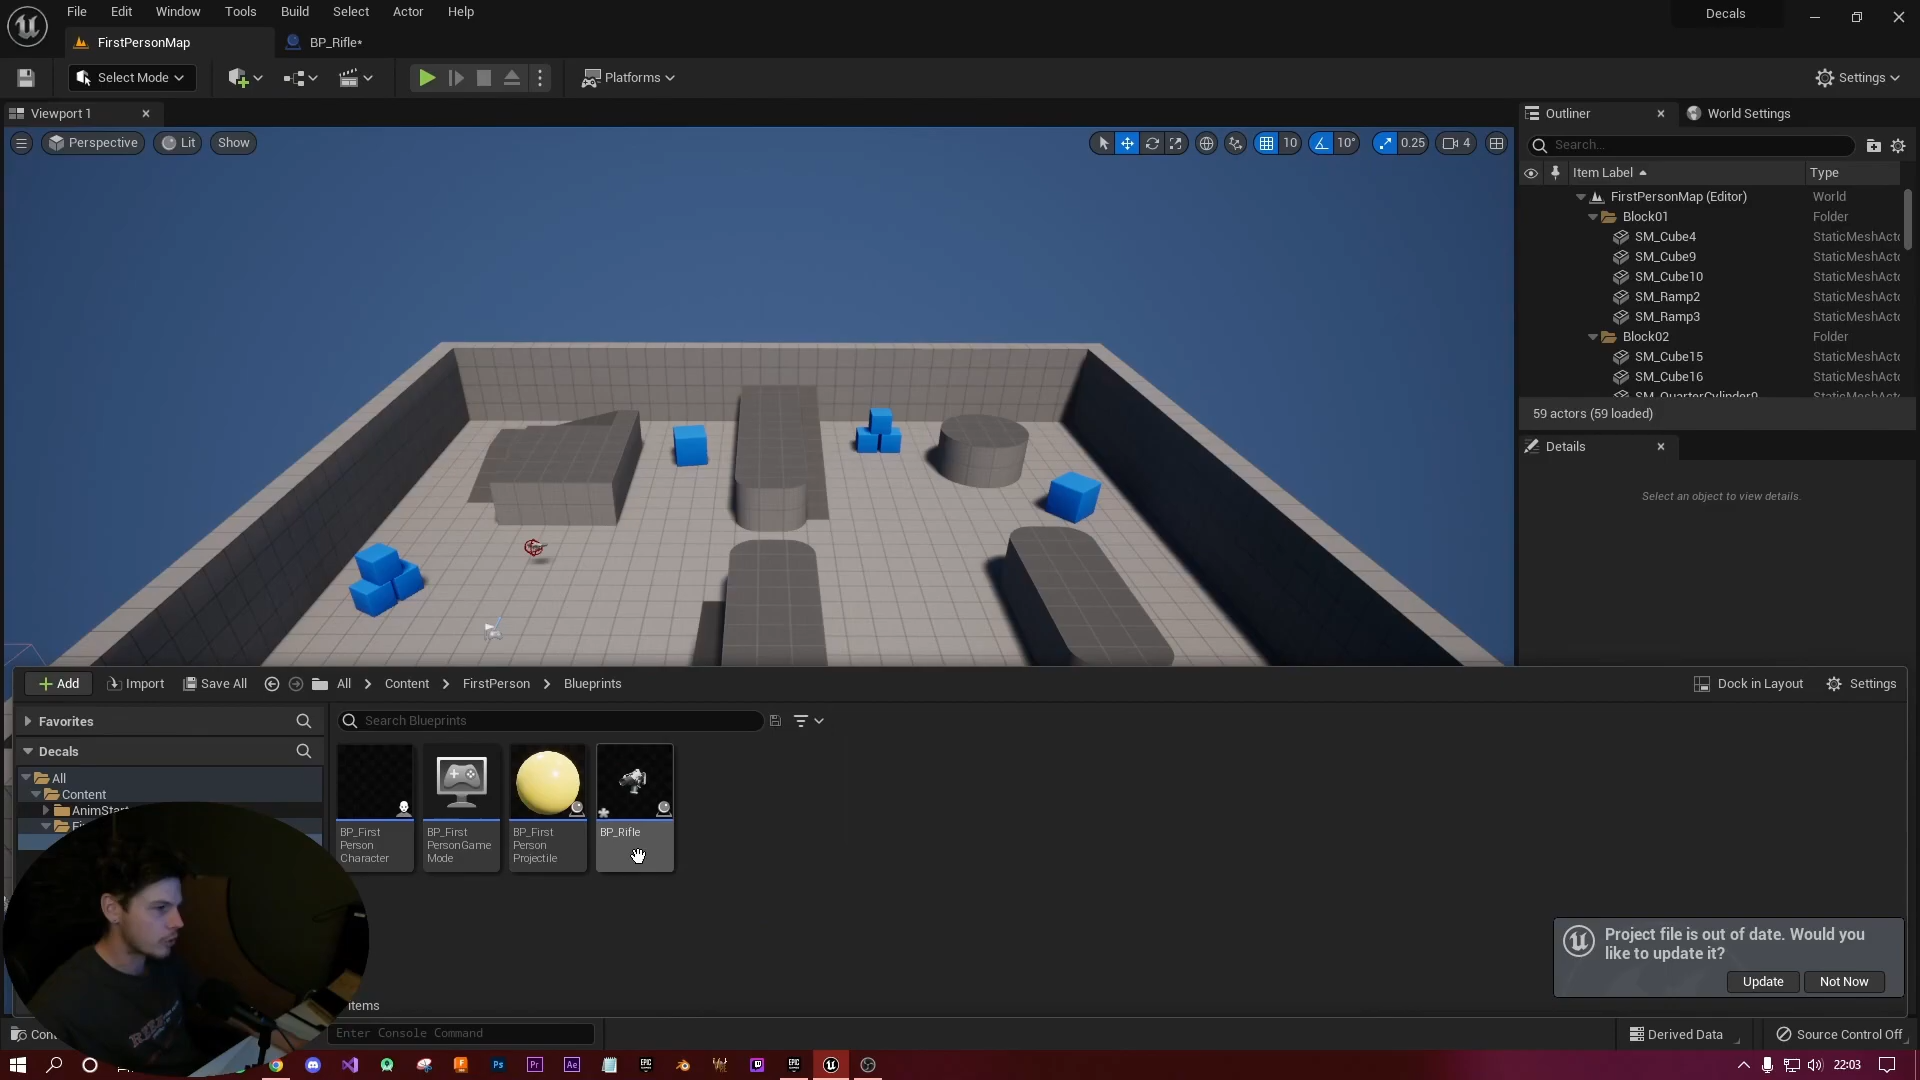 File Edit Window Tools Build Select Actor Help
Decals
FirstPersonMap
BP_Rifle*
Select Mode
Platforms
Settings
Viewport 1
Outliner
World Settings
Perspective
Lit
Show
10
10°
0.25
4
Search...
Item Label
Type
FirstPersonMap (Editor) World
Block01 Folder
SM_Cube4 StaticMeshActo
SM_Cube9 StaticMeshActo
SM_Cube10 StaticMeshActo
SM_Ramp2 StaticMeshActo
SM_Ramp3 StaticMeshActo
Block02 Folder
SM_Cube15 StaticMeshActo
SM_Cube16 StaticMeshActo
59 actors (59 loaded)
Details
Select an object to view details.
Add
Import
Save All
All
Content
FirstPerson
Blueprints
Dock in Layout
Settings
Favorites
Search Blueprints
Decals
All
Content
AnimStar
BP_First
Person
Character
BP_First
PersonGame
Mode
BP_First
Person
Projectile
BP_Rifle
Project file is out of date. Would you
like to update it?
Update
Not Now
items
Enter Console Command
Derived Data
Source Control Off
22:03